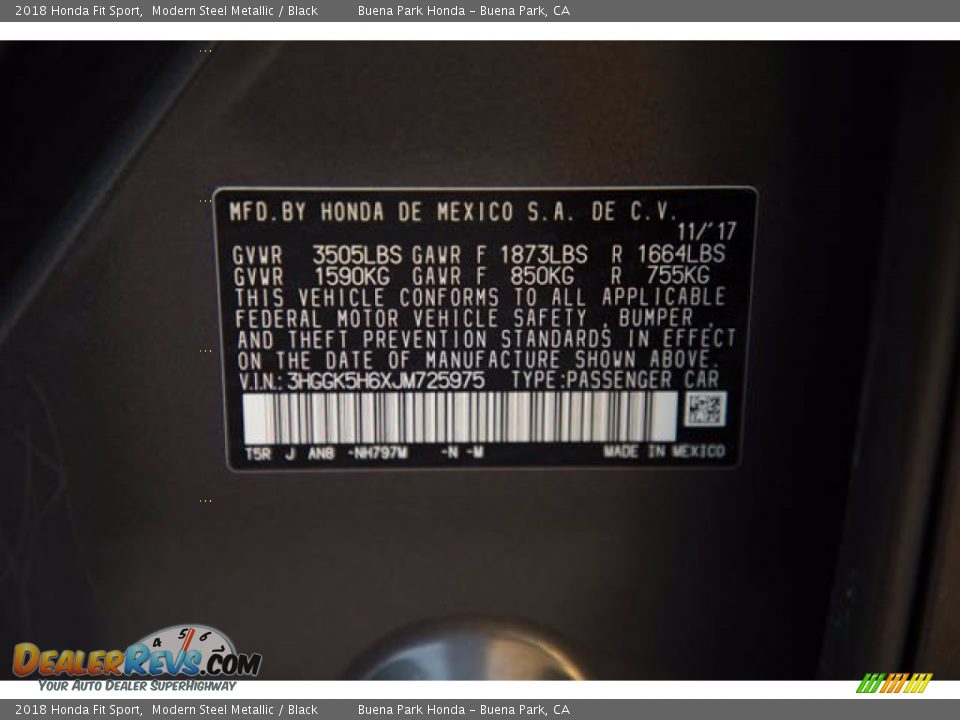 2018 Honda Fit Sport,  Modern Steel Metallic / Black        Buena Park Honda - Buena Park, CA
MFD.BY HONDA DE MEXICO S.A. DE C.V.
11/'17
GVWR 3505LBS GAWR F 1873LBS R 1664LBS
GVWR 1590KG GAWR F 850KG R 755KG
THIS VEHICLE CONFORMS TO ALL APPLICABLE
FEDERAL MOTOR VEHICLE SAFETY , BUMPER ,
AND THEFT PREVENTION STANDARDS IN EFFECT
ON THE DATE OF MANUFACTURE SHOWN ABOVE.
V.I.N.: 3HGGK5H6XJM725975 TYPE:PASSENGER CAR
T5R J AN8 -NH797M -N -M MADE IN MEXICO
4 5 6
DEALERREVS.COM
YOUR AUTO DEALER SUPERHIGHWAY
2018 Honda Fit Sport,  Modern Steel Metallic / Black        Buena Park Honda - Buena Park, CA